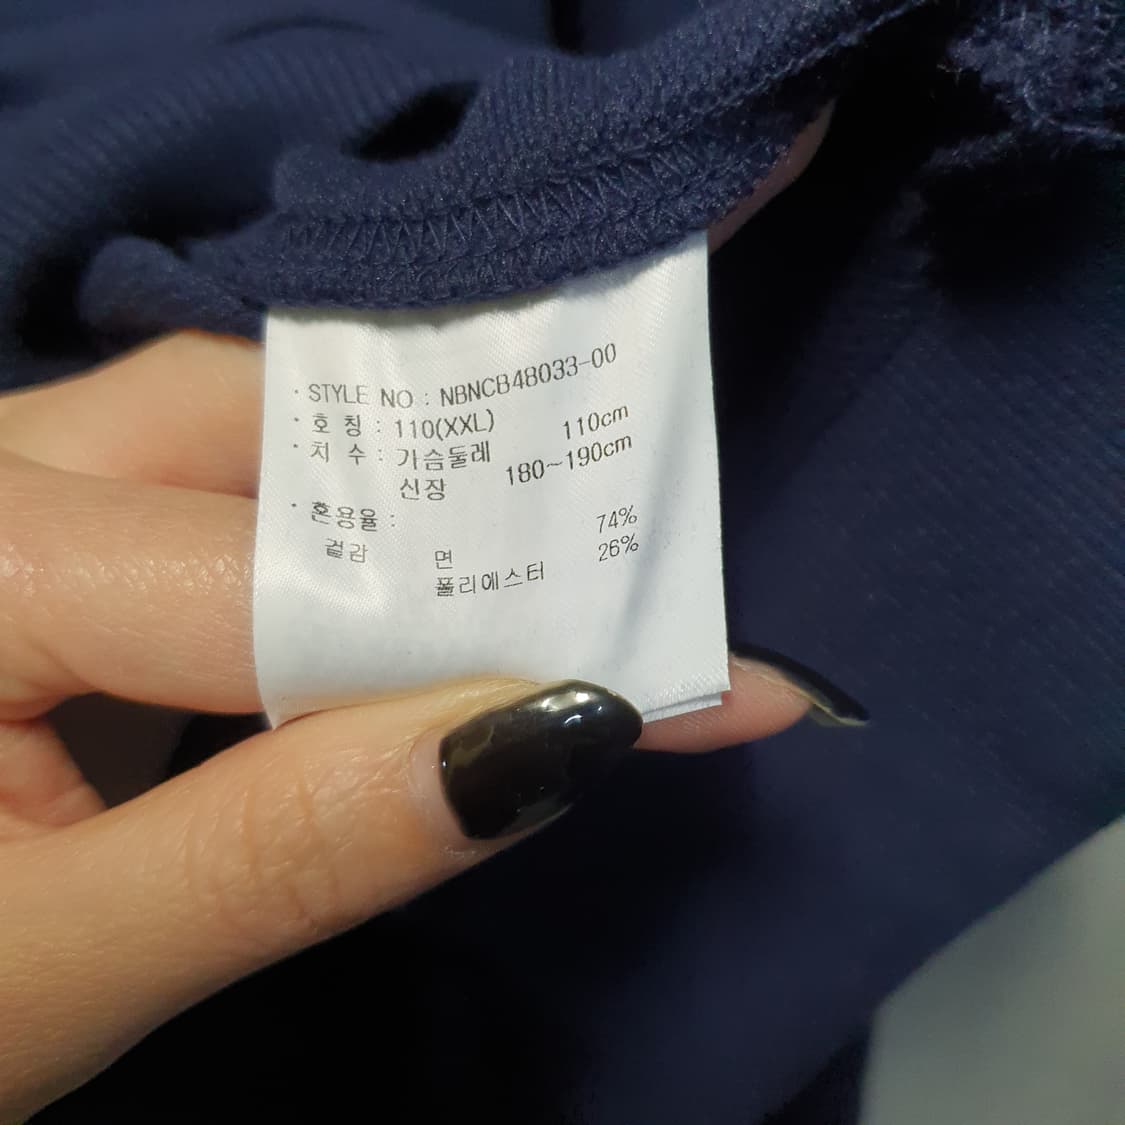 · STYLE NO : NBNCB48033-00
· 호 칭 : 110(XXL)
· 치 수 : 가슴둘레 110cm
신장 180~190cm
· 혼용율 :
겉감 면 74%
폴리에스터 26%